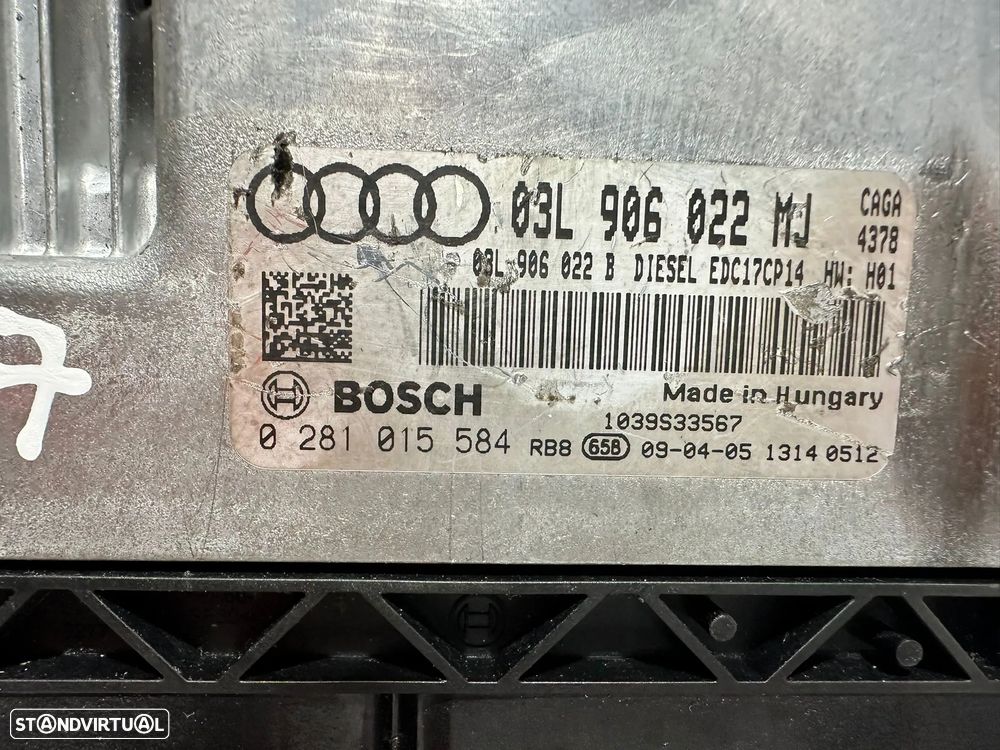 03L 906 022 MJ CAGA
4378
03L 906 022 B DIESEL EDC17CP14 HW: H01
BOSCH Made in Hungary
1039S33567
0 281 015 584 RB8 65B 09-04-05 1314 0512
7
STANDVIRTUAL